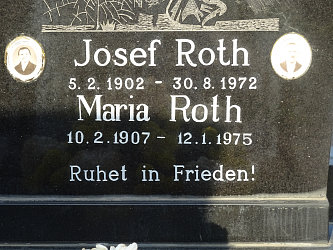 Josef Roth
5.2.1902 - 30.8.1972
Maria Roth
10.2.1907 - 12.1.1975
Ruhet in Frieden!